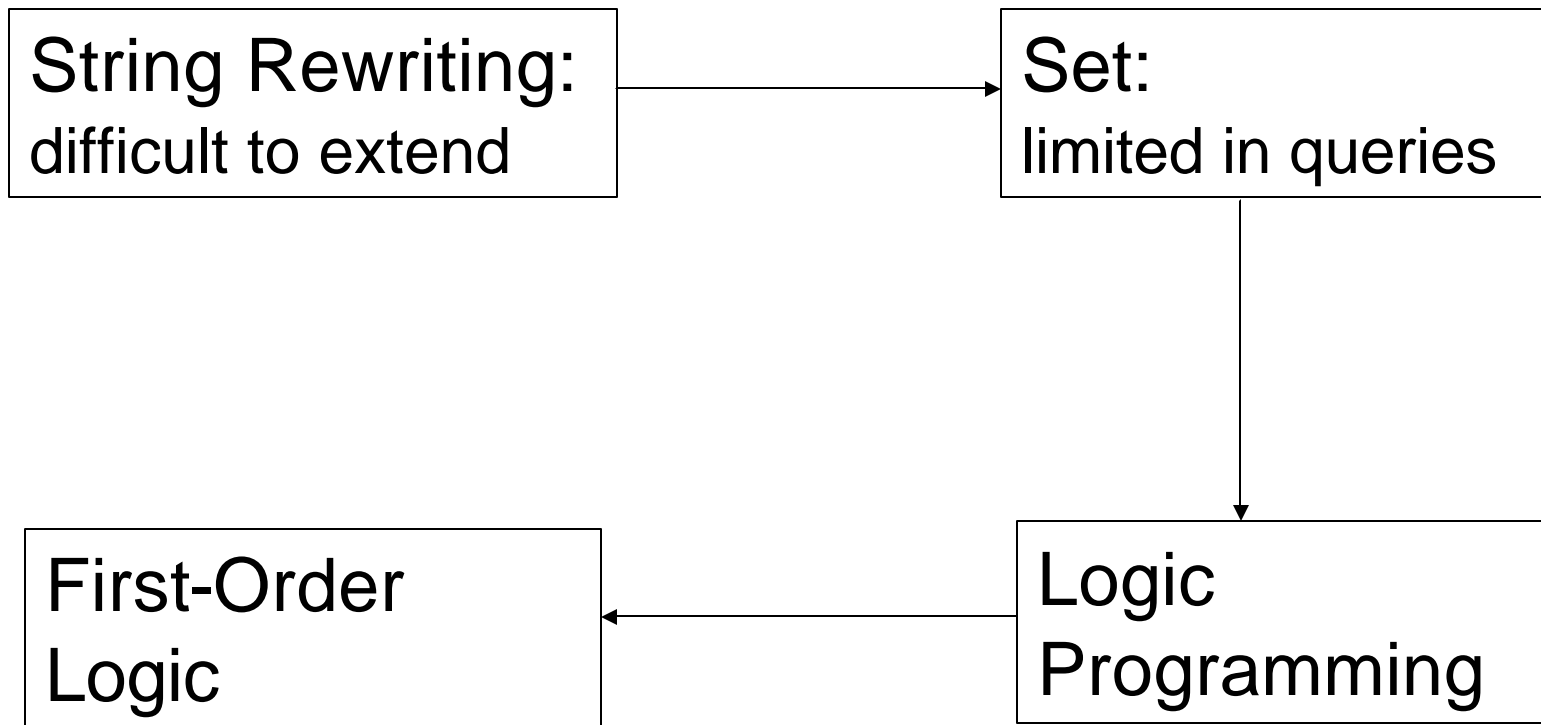 String Rewriting:
difficult to extend
Set:
limited in queries
First-Order
Logic
Logic
Programming